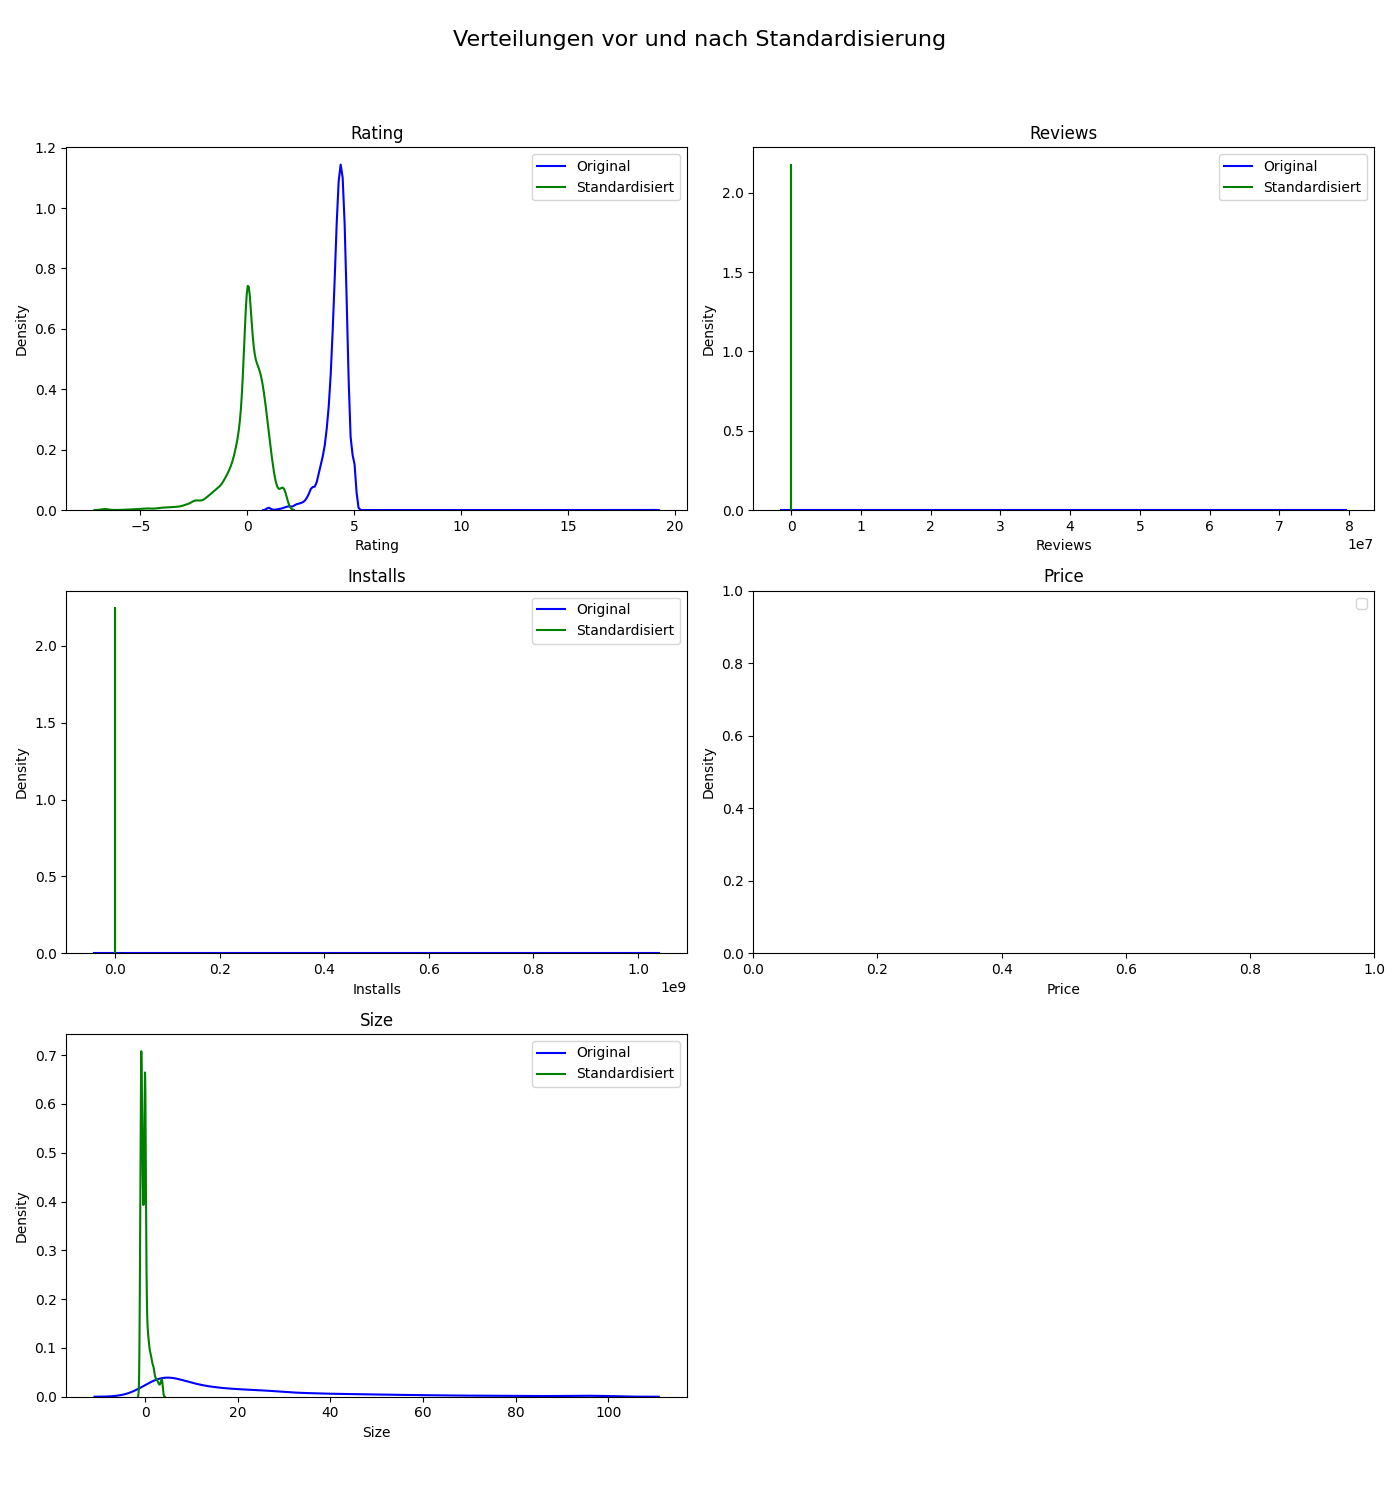 Verteilungen vor und nach Standardisierung
Rating
Density
1.2
1.0
0.8
0.6
0.4
0.2
0.0
Original
Standardisiert
−5 0 5 10 15 20
Rating
Reviews
Density
2.0
1.5
1.0
0.5
0.0
Original
Standardisiert
0 1 2 3 4 5 6 7 8
1e7
Reviews
Installs
Density
2.0
1.5
1.0
0.5
0.0
Original
Standardisiert
0.0 0.2 0.4 0.6 0.8 1.0
1e9
Installs
Price
Density
1.0
0.8
0.6
0.4
0.2
0.0
0.0 0.2 0.4 0.6 0.8 1.0
Price
Size
Density
0.7
0.6
0.5
0.4
0.3
0.2
0.1
0.0
Original
Standardisiert
0 20 40 60 80 100
Size